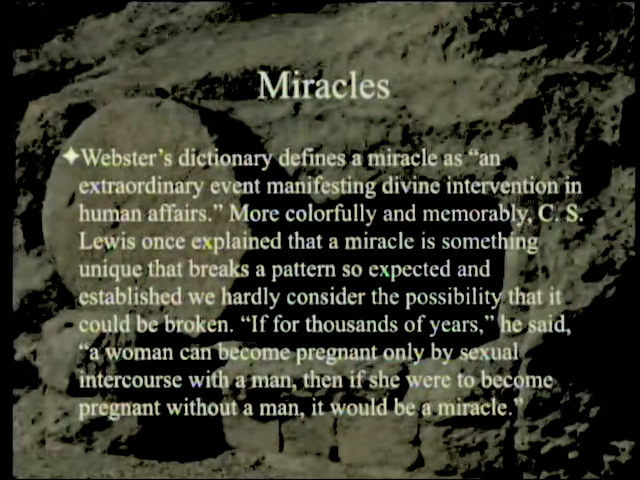 Miracles
Webster's dictionary defines a miracle as “an
extraordinary event manifesting divine intervention in
human affairs.” More colorfully and memorably, C. S.
Lewis once explained that a miracle is something
unique that breaks a pattern so expected and
established we hardly consider the possibility that it
could be broken. “If for thousands of years,” he said,
“a woman can become pregnant only by sexual
intercourse with a man, then if she were to become
pregnant without a man, it would be a miracle.”